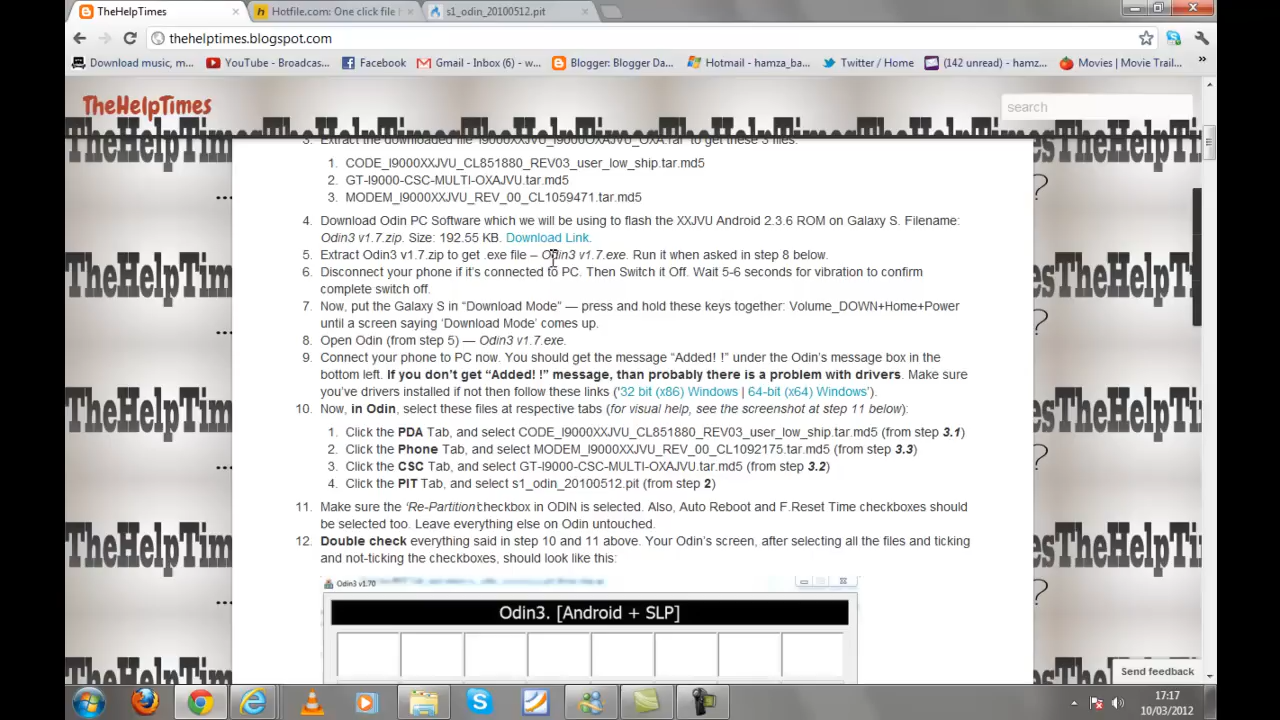 TheHelpTimes
Hotfile.com: One click file h
s1_odin_20100512.pit
thehelptimes.blogspot.com
Download music, m...
YouTube - Broadcas...
Facebook
Gmail - Inbox (6) - w...
Blogger: Blogger Da...
Hotmail - hamza_ba...
Twitter / Home
(142 unread) - hamz...
Movies | Movie Trail...
TheHelpTimes
search
3. Extract the downloaded file 'I9000XXJVU_I9000OXAJVU_OXA.rar' to get these 3 files:
1. CODE_I9000XXJVU_CL851880_REV03_user_low_ship.tar.md5
2. GT-I9000-CSC-MULTI-OXAJVU.tar.md5
3. MODEM_I9000XXJVU_REV_00_CL1059471.tar.md5
4. Download Odin PC Software which we will be using to flash the XXJVU Android 2.3.6 ROM on Galaxy S. Filename:
Odin3 v1.7.zip. Size: 192.55 KB. Download Link.
5. Extract Odin3 v1.7.zip to get .exe file – Odin3 v1.7.exe. Run it when asked in step 8 below.
6. Disconnect your phone if it's connected to PC. Then Switch it Off. Wait 5-6 seconds for vibration to confirm
complete switch off.
7. Now, put the Galaxy S in “Download Mode” — press and hold these keys together: Volume_DOWN+Home+Power
until a screen saying ‘Download Mode’ comes up.
8. Open Odin (from step 5) — Odin3 v1.7.exe.
9. Connect your phone to PC now. You should get the message “Added! !” under the Odin's message box in the
bottom left. If you don't get “Added! !” message, than probably there is a problem with drivers. Make sure
you've drivers installed if not then follow these links ('32 bit (x86) Windows | 64-bit (x64) Windows').
10. Now, in Odin, select these files at respective tabs (for visual help, see the screenshot at step 11 below):
1. Click the PDA Tab, and select CODE_I9000XXJVU_CL851880_REV03_user_low_ship.tar.md5 (from step 3.1)
2. Click the Phone Tab, and select MODEM_I9000XXJVU_REV_00_CL1092175.tar.md5 (from step 3.3)
3. Click the CSC Tab, and select GT-I9000-CSC-MULTI-OXAJVU.tar.md5 (from step 3.2)
4. Click the PIT Tab, and select s1_odin_20100512.pit (from step 2)
11. Make sure the ‘Re-Partition’ checkbox in ODIN is selected. Also, Auto Reboot and F.Reset Time checkboxes should
be selected too. Leave everything else on Odin untouched.
12. Double check everything said in step 10 and 11 above. Your Odin's screen, after selecting all the files and ticking
and not-ticking the checkboxes, should look like this:
Odin3 v1.70
Odin3. [Android + SLP]
Send feedback
17:17
10/03/2012